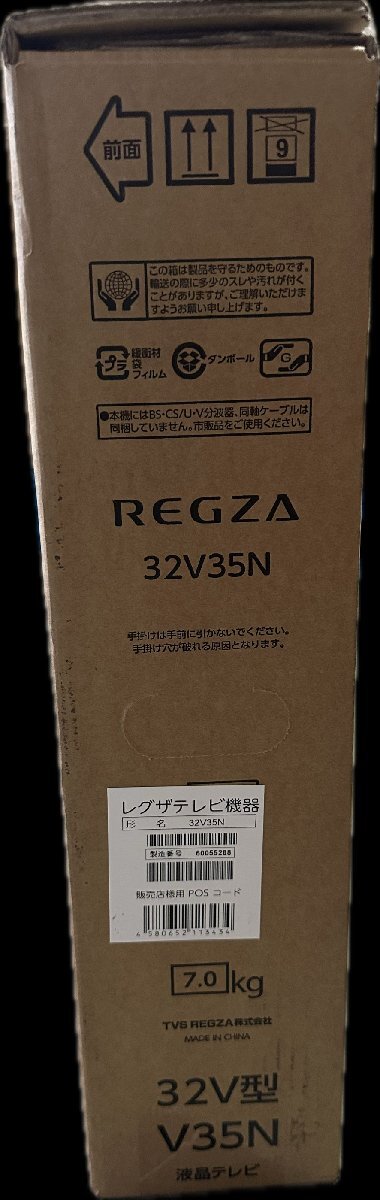 前面
9
この箱は製品を守るためのものです。
輸送の際に多少のスレや汚れが付く
ことがありますが、ご理解いただけま
すようお願い申し上げます。
プラ
緩衝材
袋
フィルム
ダンボール
G
●本機にはBS・CS/U・V分波器、同軸ケーブルは
同梱していません。市販品をご使用ください。
REGZA
32V35N
手掛けは手前に引かないでください。
手掛け穴が破れる原因となります。
レグザテレビ機器
形 名 32V35N
製造番号 60055288
販売店様用 POS コード
4 580652 113454
7.0 kg
TVS REGZA株式会社
MADE IN CHINA
32V型
V35N
液晶テレビ